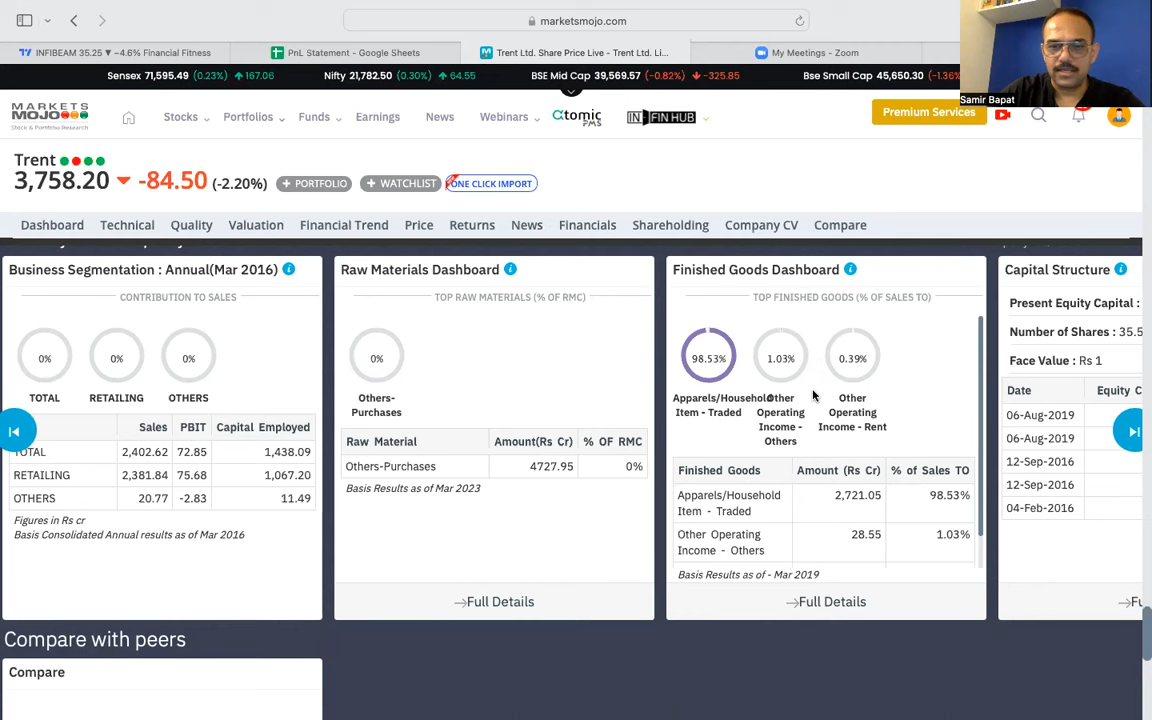 marketsmojo.com
INFIBEAM 35.25 ▼ −4.6% Financial Fitness
PnL Statement - Google Sheets
Trent Ltd. Share Price Live - Trent Ltd. Li...
My Meetings - Zoom
Samir Bapat
Sensex 71,595.49 (0.23%) 167.06
Nifty 21,782.50 (0.30%) 64.55
BSE Mid Cap 39,569.57 (-0.82%) -325.85
Bse Small Cap 45,650.30 (-1.36%
MARKETS
MOJO
Stock & Portfolio Research
Stocks
Portfolios
Funds
Earnings
News
Webinars
atomic
PMS
IN FIN HUB
Premium Services
Trent
3,758.20 -84.50 (-2.20%)
+ PORTFOLIO
+ WATCHLIST
ONE CLICK IMPORT
Dashboard Technical Quality Valuation Financial Trend Price Returns News Financials Shareholding Company CV Compare
Business Segmentation : Annual(Mar 2016)
CONTRIBUTION TO SALES
0% 0% 0%
TOTAL RETAILING OTHERS
Sales PBIT Capital Employed
TOTAL 2,402.62 72.85 1,438.09
RETAILING 2,381.84 75.68 1,067.20
OTHERS 20.77 -2.83 11.49
Figures in Rs cr
Basis Consolidated Annual results as of Mar 2016
Raw Materials Dashboard
TOP RAW MATERIALS (% OF RMC)
0%
Others-
Purchases
Raw Material Amount(Rs Cr) % OF RMC
Others-Purchases 4727.95 0%
Basis Results as of Mar 2023
→Full Details
Finished Goods Dashboard
TOP FINISHED GOODS (% OF SALES TO)
98.53% 1.03% 0.39%
Apparels/Household
Item - Traded
Other
Operating
Income -
Others
Other
Operating
Income - Rent
Finished Goods Amount (Rs Cr) % of Sales TO
Apparels/Household
Item - Traded 2,721.05 98.53%
Other Operating
Income - Others 28.55 1.03%
Basis Results as of - Mar 2019
→Full Details
Capital Structure
Present Equity Capital :
Number of Shares : 35.5
Face Value : Rs 1
Date Equity C
06-Aug-2019
06-Aug-2019
12-Sep-2016
12-Sep-2016
04-Feb-2016
→Fu
Compare with peers
Compare